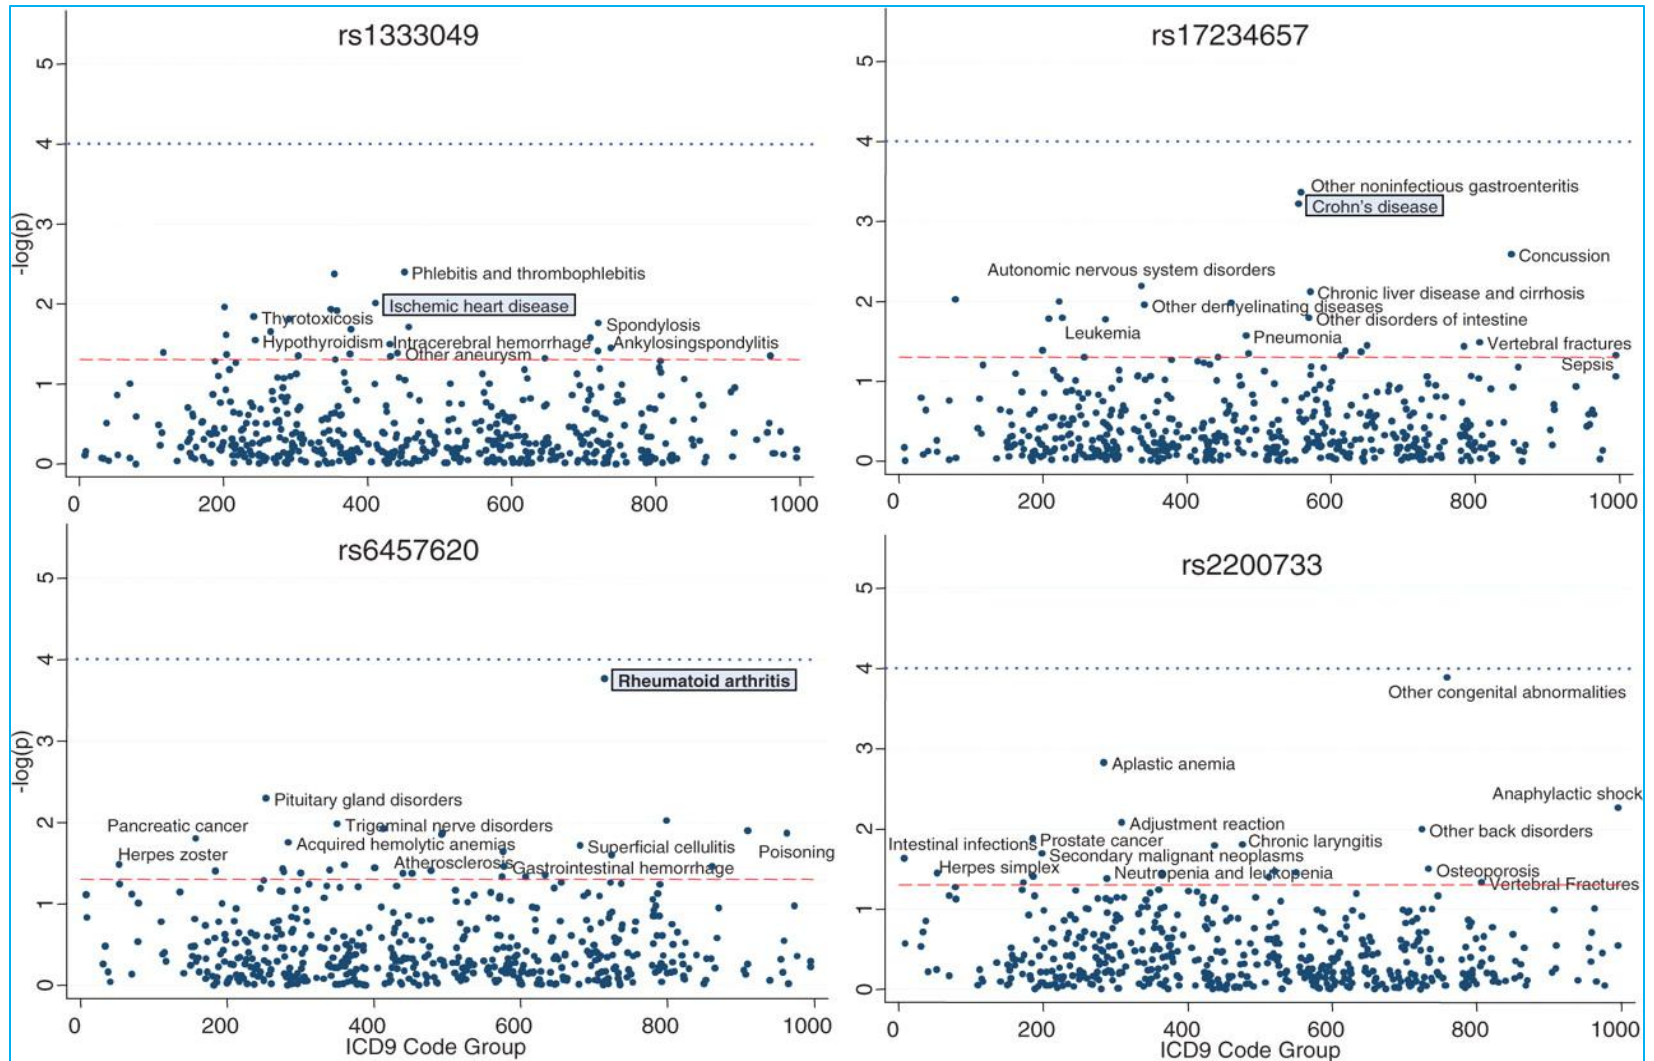 rs1333049
5
4
3
2
1
0
-log(p)
Phlebitis and thrombophlebitis
Ischemic heart disease
Thyrotoxicosis
Spondylosis
Hypothyroidism
Intracerebral hemorrhage
Ankylosingspondylitis
Other aneurysm
0
200
400
600
800
1000
rs17234657
5
4
3
2
1
0
Other noninfectious gastroenteritis
Crohn's disease
Concussion
Autonomic nervous system disorders
Chronic liver disease and cirrhosis
Other demyelinating diseases
Other disorders of intestine
Leukemia
Pneumonia
Vertebral fractures
Sepsis
0
200
400
600
800
1000
rs6457620
5
4
3
2
1
0
-log(p)
Rheumatoid arthritis
Pituitary gland disorders
Pancreatic cancer
Trigeminal nerve disorders
Herpes zoster
Acquired hemolytic anemias
Superficial cellulitis
Poisoning
Atherosclerosis
Gastrointestinal hemorrhage
0
200
400
600
800
1000
ICD9 Code Group
rs2200733
5
4
3
2
1
0
Other congenital abnormalities
Aplastic anemia
Anaphylactic shock
Adjustment reaction
Other back disorders
Intestinal infections
Prostate cancer
Chronic laryngitis
Secondary malignant neoplasms
Herpes simplex
Neutropenia and leukopenia
Osteoporosis
Vertebral Fractures
0
200
400
600
800
1000
ICD9 Code Group